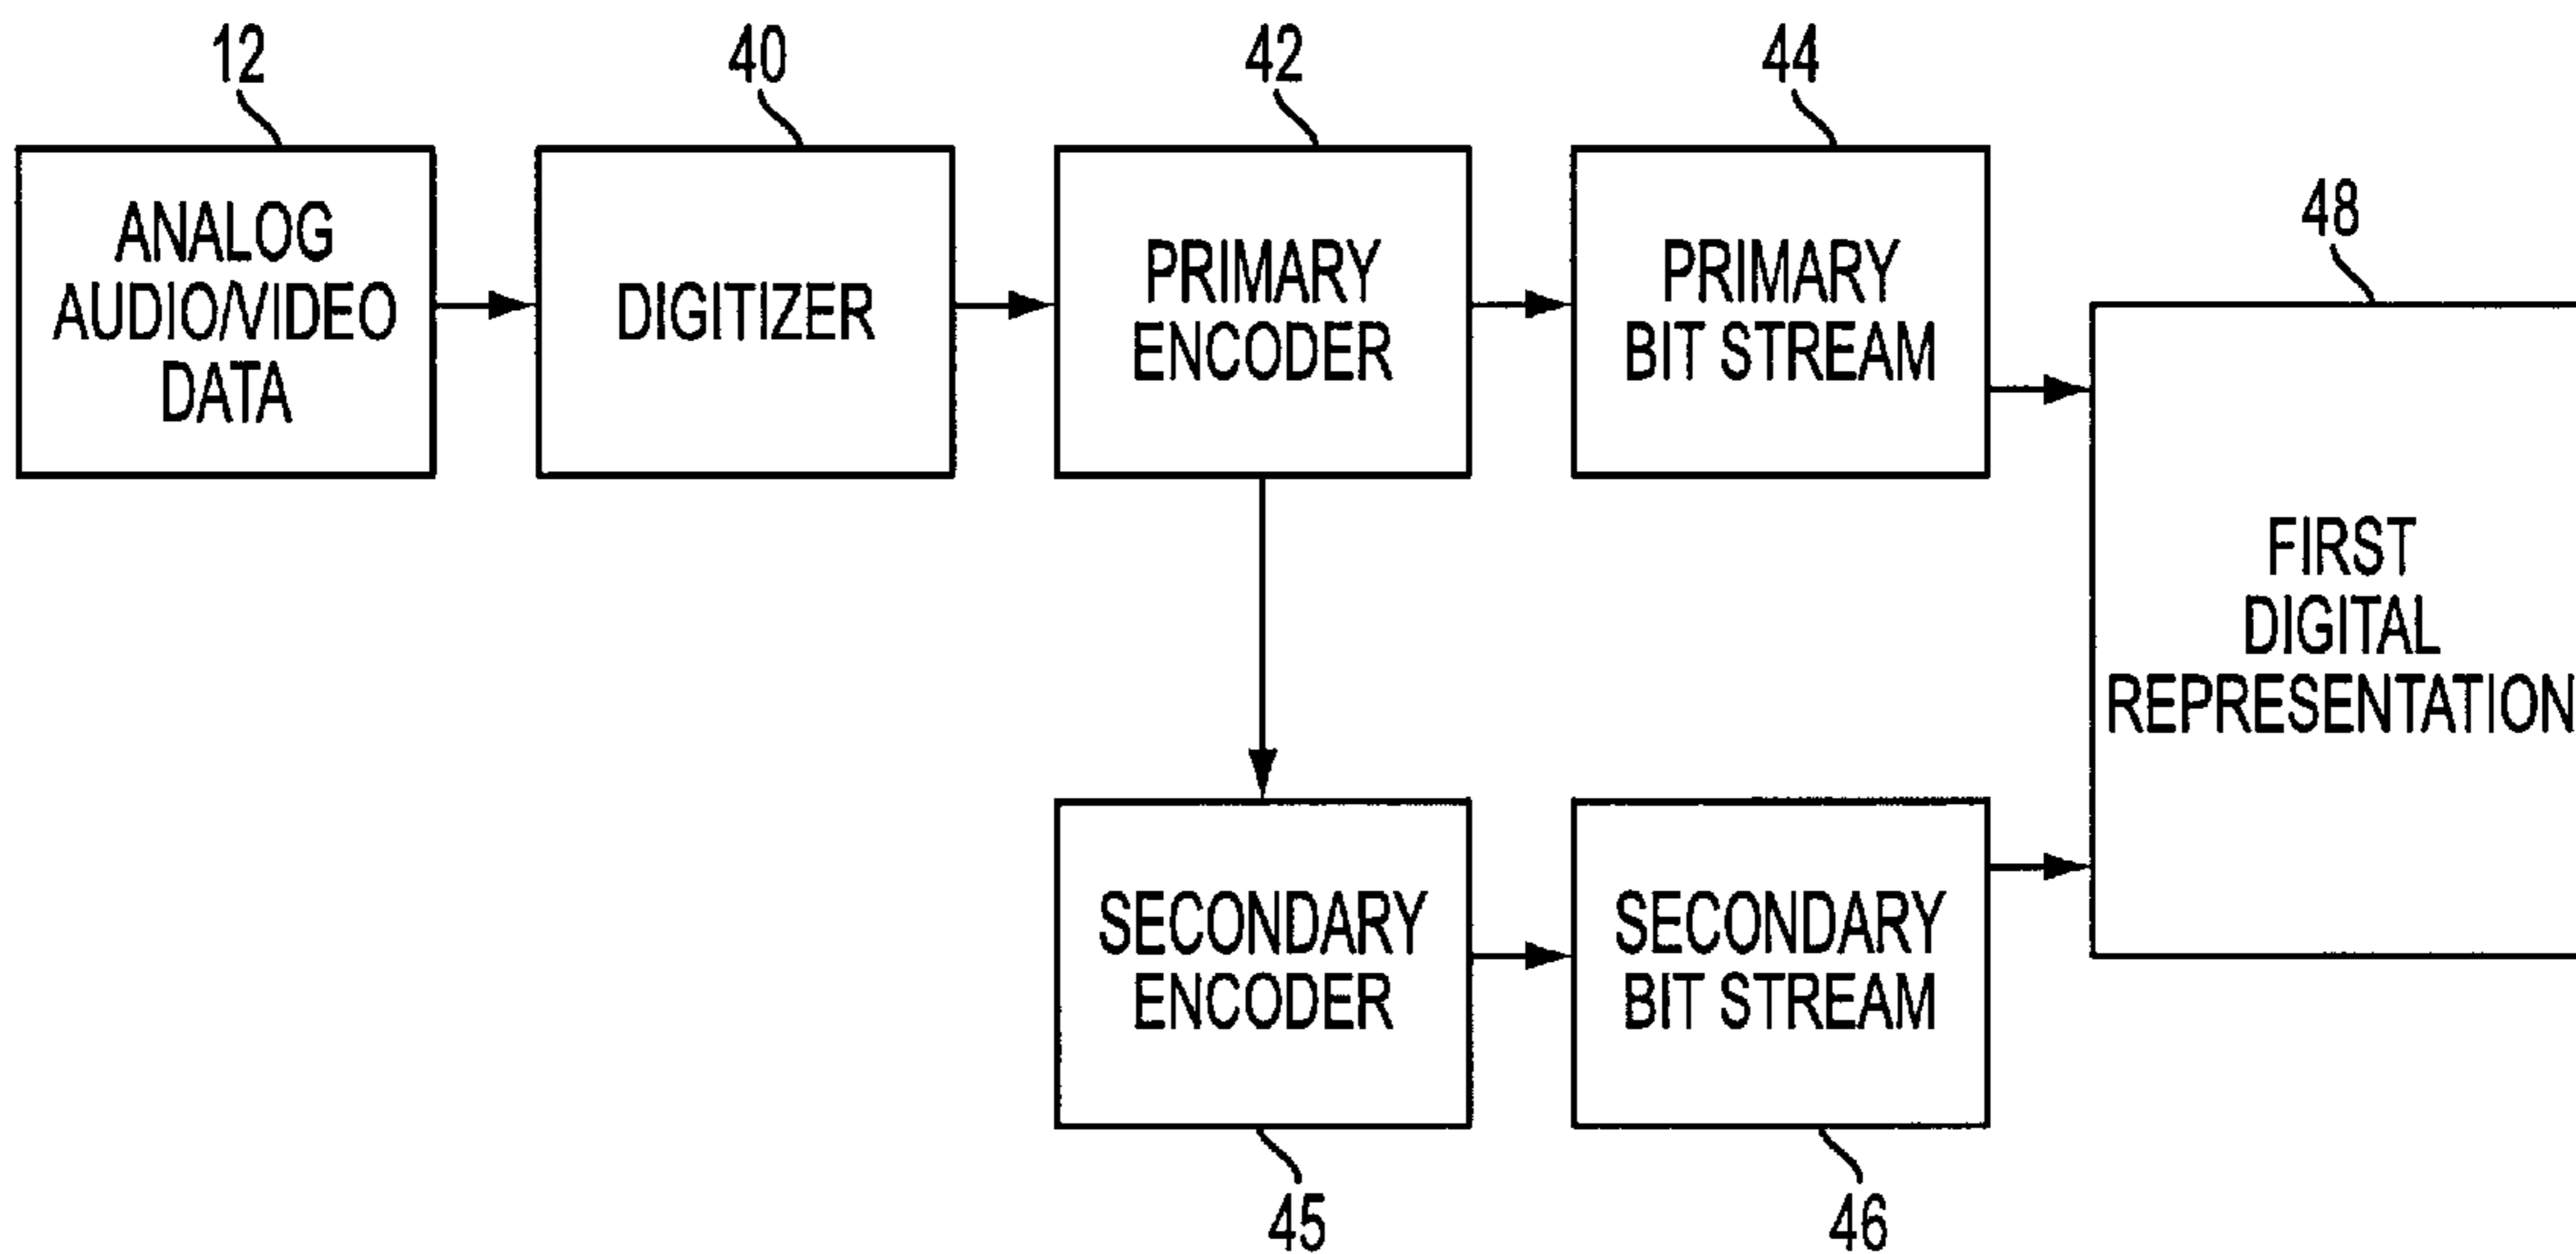 12
40
42
44
48
ANALOG
AUDIO/VIDEO
DATA
DIGITIZER
PRIMARY
ENCODER
PRIMARY
BIT STREAM
FIRST
DIGITAL
REPRESENTATION
SECONDARY
ENCODER
SECONDARY
BIT STREAM
45
46